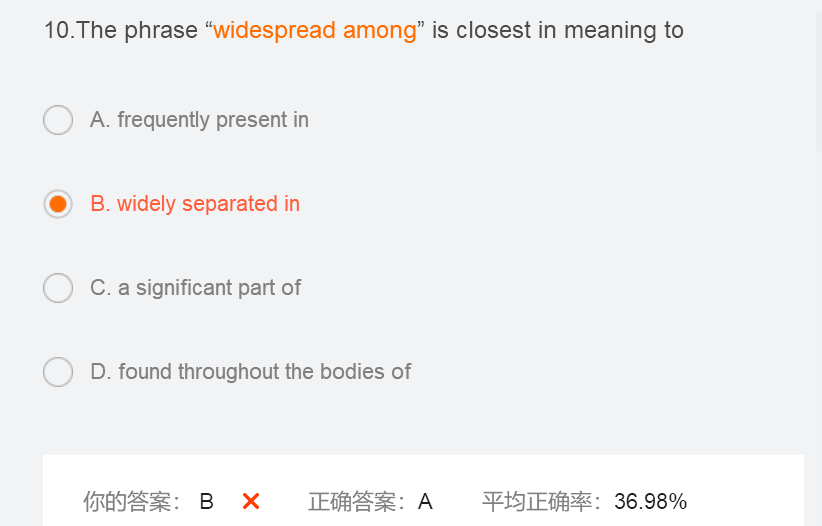 10.The phrase “widespread among” is closest in meaning to
A. frequently present in
B. widely separated in
C. a significant part of
D. found throughout the bodies of
你的答案： B 正确答案：A 平均正确率：36.98%